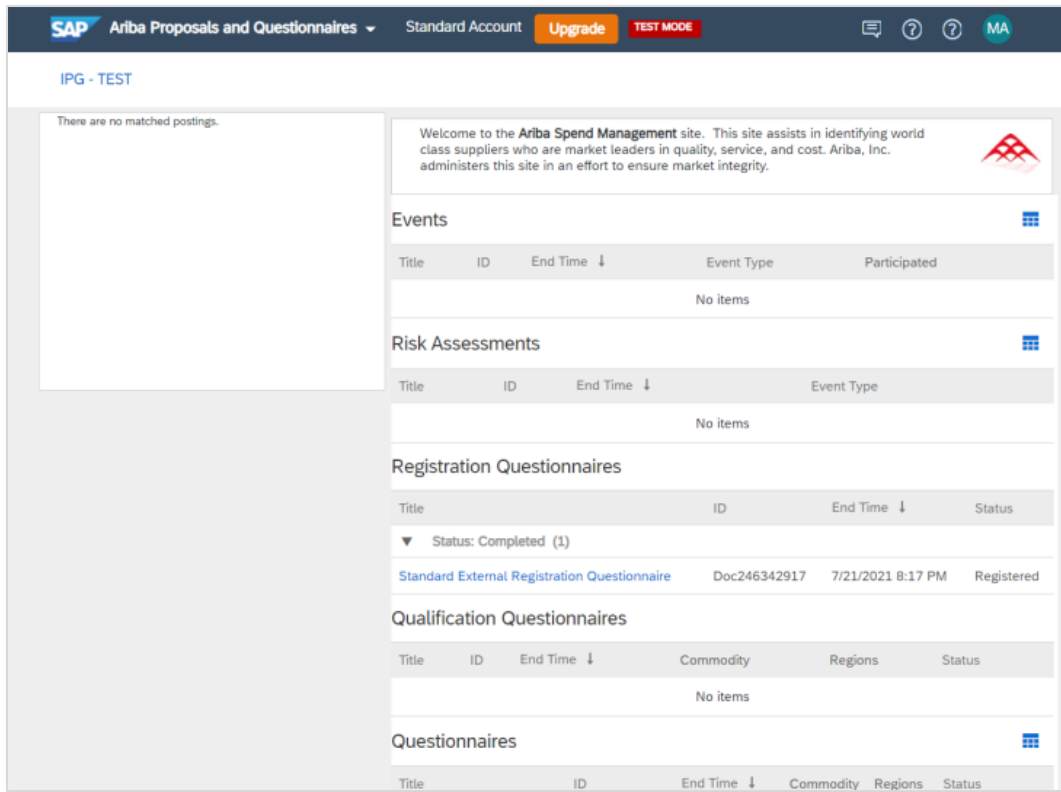 SAP Ariba Proposals and Questionnaires Standard Account Upgrade TEST MODE ? ? MA
IPG - TEST
There are no matched postings.
Welcome to the Ariba Spend Management site. This site assists in identifying world
class suppliers who are market leaders in quality, service, and cost. Ariba, Inc.
administers this site in an effort to ensure market integrity.
Events
Title ID End Time ↓ Event Type Participated
No items
Risk Assessments
Title ID End Time ↓ Event Type
No items
Registration Questionnaires
Title ID End Time ↓ Status
▼ Status: Completed (1)
Standard External Registration Questionnaire Doc246342917 7/21/2021 8:17 PM Registered
Qualification Questionnaires
Title ID End Time ↓ Commodity Regions Status
No items
Questionnaires
Title ID End Time ↓ Commodity Regions Status